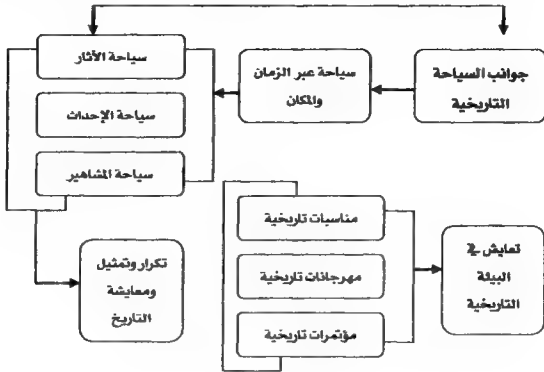 جوانب السياحة
التاريخية
سياحة عبر الزمان
والمكان
سياحة الأثار
سياحة الإحداث
سياحة المشاهير
تكرار وتمثيل
ومعايشة
التاريخ
مناسبات تاريخية
مهرجانات تاريخية
مؤتمرات تاريخية
تعايش في
البيئة
التاريخية